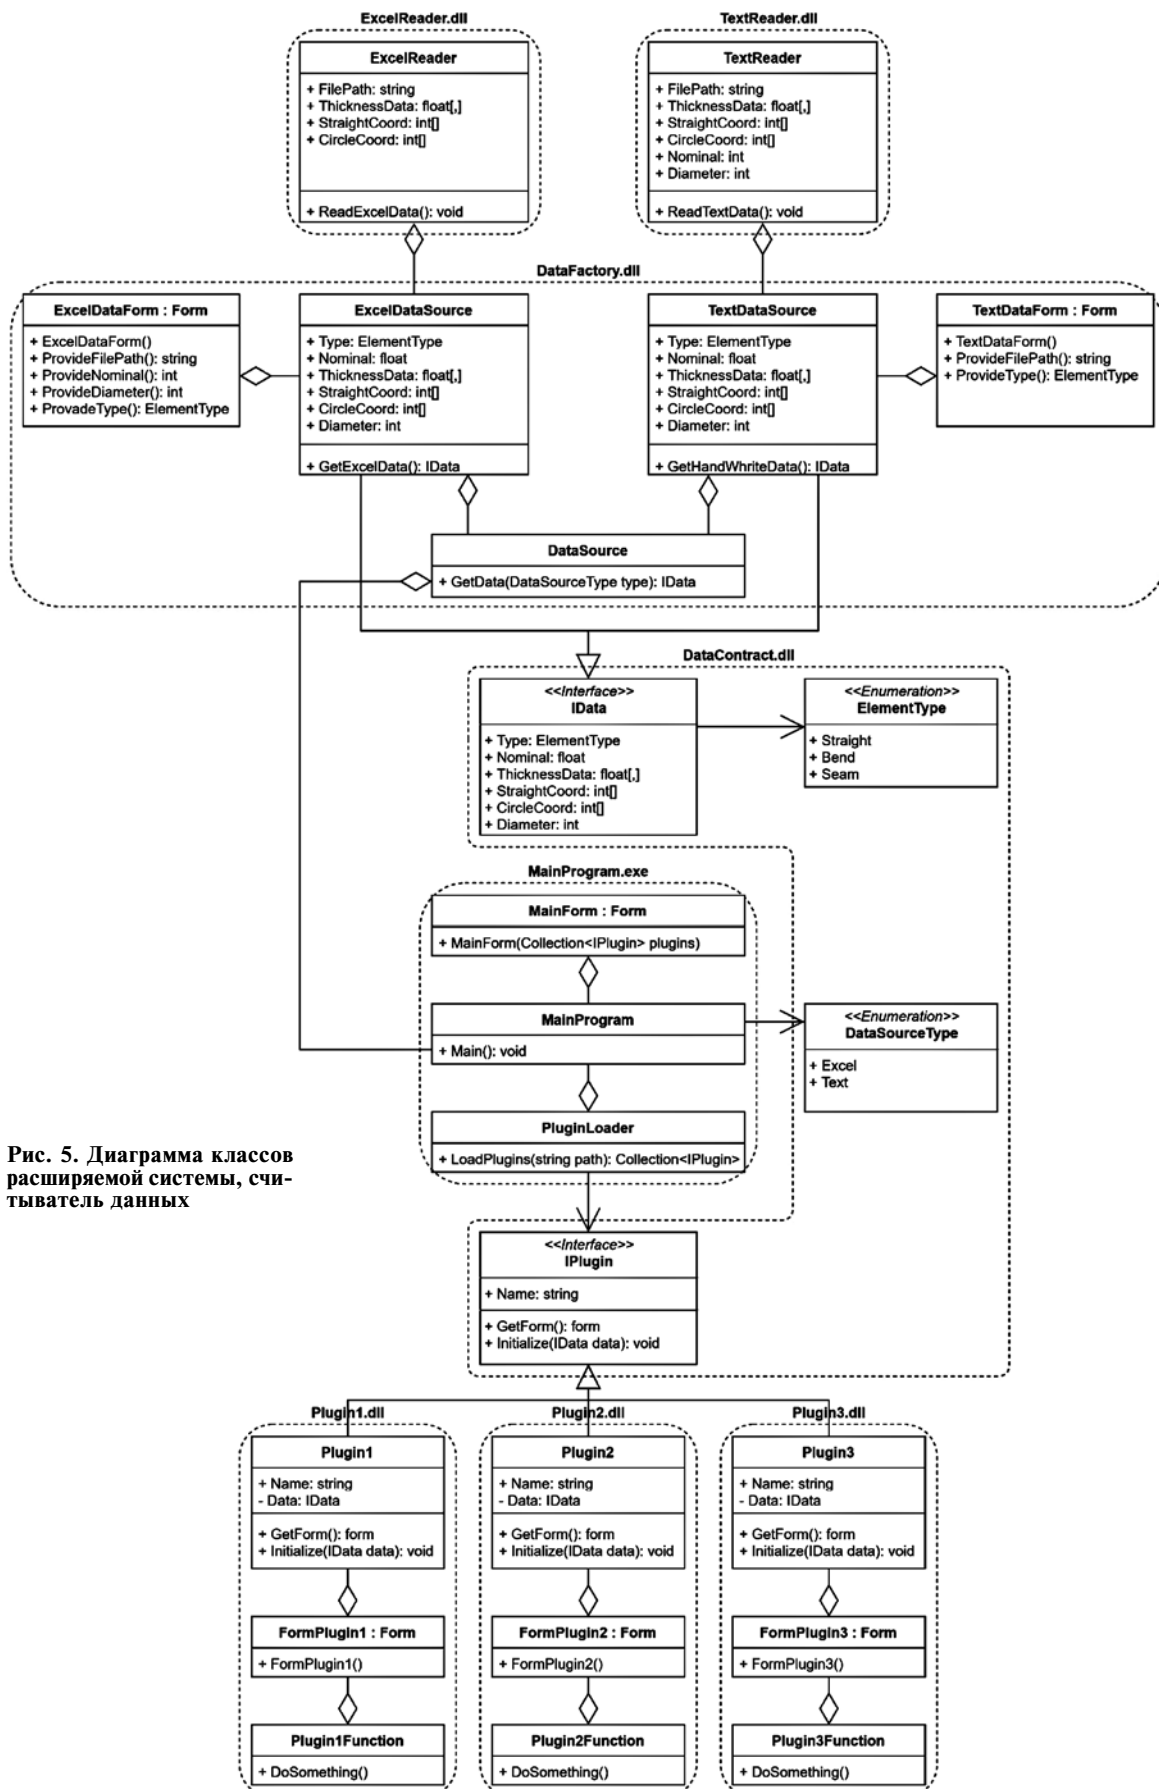 ExcelReader.dll
TextReader.dll
ExcelReader
+ FilePath: string
+ ThicknessData: float[,]
+ StraightCoord: int[]
+ CircleCoord: int[]
+ ReadExcelData(): void
TextReader
+ FilePath: string
+ ThicknessData: float[,]
+ StraightCoord: int[]
+ CircleCoord: int[]
+ Nominal: int
+ Diameter: int
+ ReadTextData(): void
DataFactory.dll
ExcelDataForm : Form
+ ExcelDataForm()
+ ProvideFilePath(): string
+ ProvideNominal(): int
+ ProvideDiameter(): int
+ ProvadeType(): ElementType
ExcelDataSource
+ Type: ElementType
+ Nominal: float
+ ThicknessData: float[,]
+ StraightCoord: int[]
+ CircleCoord: int[]
+ Diameter: int
+ GetExcelData(): IData
TextDataSource
+ Type: ElementType
+ Nominal: float
+ ThicknessData: float[,]
+ StraightCoord: int[]
+ CircleCoord: int[]
+ Diameter: int
+ GetHandWhriteData(): IData
TextDataForm : Form
+ TextDataForm()
+ ProvideFilePath(): string
+ ProvideType(): ElementType
DataSource
+ GetData(DataSourceType type): IData
DataContract.dll
<<Interface>>
IData
+ Type: ElementType
+ Nominal: float
+ ThicknessData: float[,]
+ StraightCoord: int[]
+ CircleCoord: int[]
+ Diameter: int
<<Enumeration>>
ElementType
+ Straight
+ Bend
+ Seam
MainProgram.exe
MainForm : Form
+ MainForm(Collection<IPlugin> plugins)
MainProgram
+ Main(): void
<<Enumeration>>
DataSourceType
+ Excel
+ Text
PluginLoader
+ LoadPlugins(string path): Collection<IPlugin>
Рис. 5. Диаграмма классов
расширяемой системы, счи-
тыватель данных
<<Interface>>
IPlugin
+ Name: string
+ GetForm(): form
+ Initialize(IData data): void
Plugin1.dll
Plugin2.dll
Plugin3.dll
Plugin1
+ Name: string
- Data: IData
+ GetForm(): form
+ Initialize(IData data): void
Plugin2
+ Name: string
- Data: IData
+ GetForm(): form
+ Initialize(IData data): void
Plugin3
+ Name: string
- Data: IData
+ GetForm(): form
+ Initialize(IData data): void
FormPlugin1 : Form
+ FormPlugin1()
FormPlugin2 : Form
+ FormPlugin2()
FormPlugin3 : Form
+ FormPlugin3()
Plugin1Function
+ DoSomething()
Plugin2Function
+ DoSomething()
Plugin3Function
+ DoSomething()